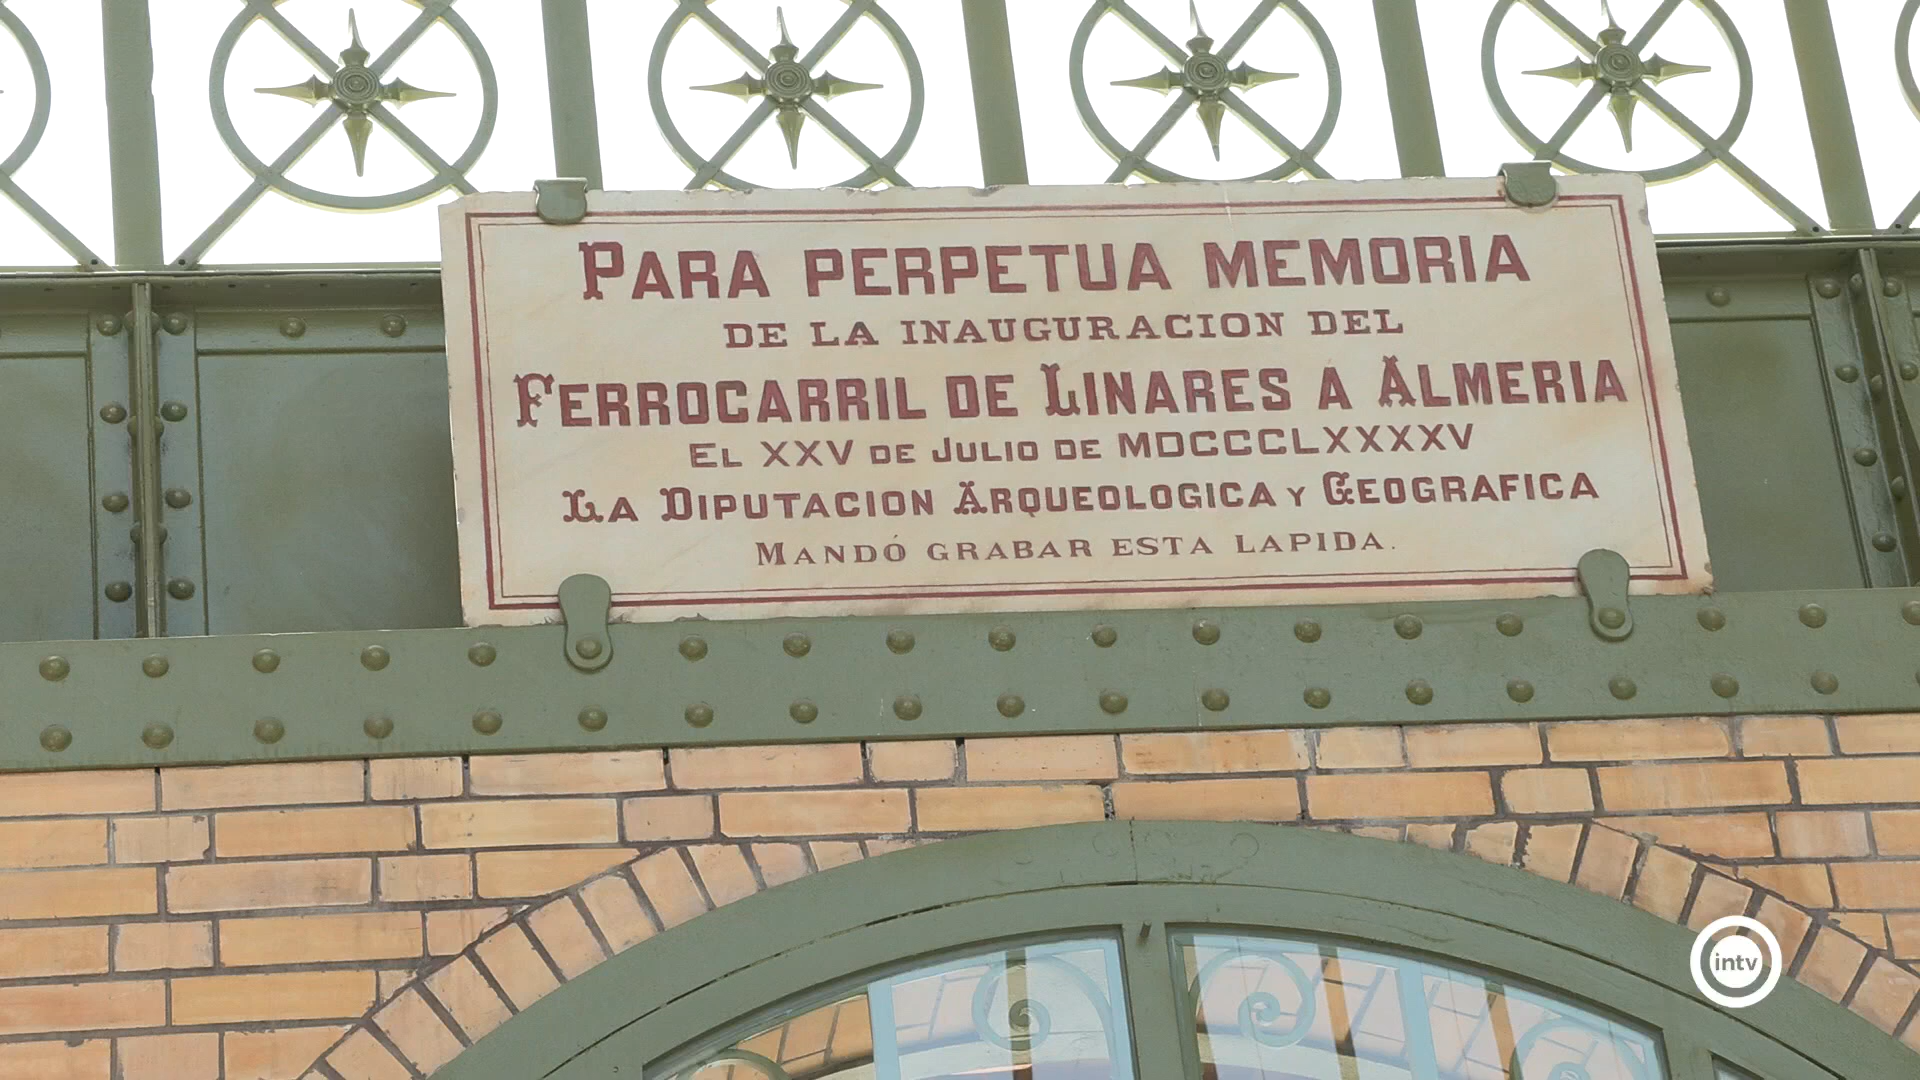 PARA PERPETUA MEMORIA
DE LA INAUGURACION DEL
FERROCARRIL DE LINARES A ALMERIA
EL XXV DE JULIO DE MDCCCLXXXXV
LA DIPUTACION ARQUEOLOGICA Y GEOGRAFICA
MANDÓ GRABAR ESTA LAPIDA.
intv